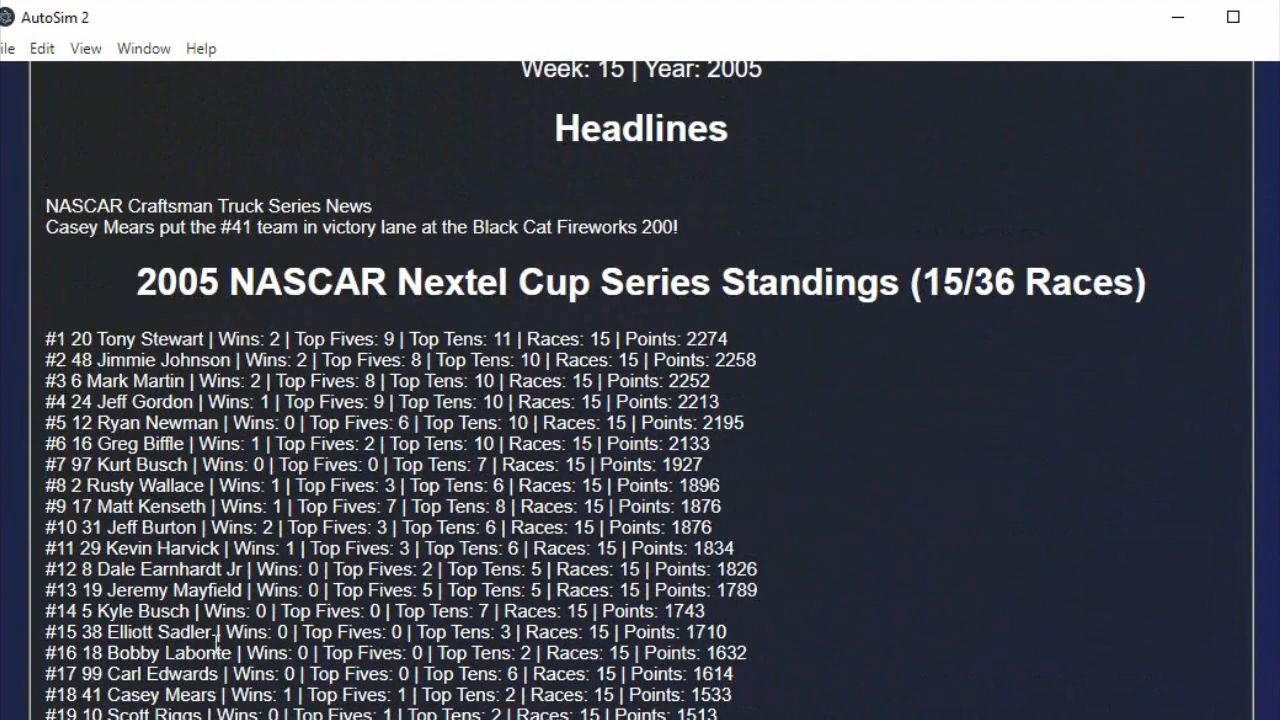 AutoSim 2
ile Edit View Window Help
Week: 15 | Year: 2005
Headlines
NASCAR Craftsman Truck Series News
Casey Mears put the #41 team in victory lane at the Black Cat Fireworks 200!
2005 NASCAR Nextel Cup Series Standings (15/36 Races)
#1 20 Tony Stewart | Wins: 2 | Top Fives: 9 | Top Tens: 11 | Races: 15 | Points: 2274
#2 48 Jimmie Johnson | Wins: 2 | Top Fives: 8 | Top Tens: 10 | Races: 15 | Points: 2258
#3 6 Mark Martin | Wins: 2 | Top Fives: 8 | Top Tens: 10 | Races: 15 | Points: 2252
#4 24 Jeff Gordon | Wins: 1 | Top Fives: 9 | Top Tens: 10 | Races: 15 | Points: 2213
#5 12 Ryan Newman | Wins: 0 | Top Fives: 6 | Top Tens: 10 | Races: 15 | Points: 2195
#6 16 Greg Biffle | Wins: 1 | Top Fives: 2 | Top Tens: 10 | Races: 15 | Points: 2133
#7 97 Kurt Busch | Wins: 0 | Top Fives: 0 | Top Tens: 7 | Races: 15 | Points: 1927
#8 2 Rusty Wallace | Wins: 1 | Top Fives: 3 | Top Tens: 6 | Races: 15 | Points: 1896
#9 17 Matt Kenseth | Wins: 1 | Top Fives: 7 | Top Tens: 8 | Races: 15 | Points: 1876
#10 31 Jeff Burton | Wins: 2 | Top Fives: 3 | Top Tens: 6 | Races: 15 | Points: 1876
#11 29 Kevin Harvick | Wins: 1 | Top Fives: 3 | Top Tens: 6 | Races: 15 | Points: 1834
#12 8 Dale Earnhardt Jr | Wins: 0 | Top Fives: 2 | Top Tens: 5 | Races: 15 | Points: 1826
#13 19 Jeremy Mayfield | Wins: 0 | Top Fives: 5 | Top Tens: 5 | Races: 15 | Points: 1789
#14 5 Kyle Busch | Wins: 0 | Top Fives: 0 | Top Tens: 7 | Races: 15 | Points: 1743
#15 38 Elliott Sadler | Wins: 0 | Top Fives: 0 | Top Tens: 3 | Races: 15 | Points: 1710
#16 18 Bobby Labonte | Wins: 0 | Top Fives: 0 | Top Tens: 2 | Races: 15 | Points: 1632
#17 99 Carl Edwards | Wins: 0 | Top Fives: 0 | Top Tens: 6 | Races: 15 | Points: 1614
#18 41 Casey Mears | Wins: 1 | Top Fives: 1 | Top Tens: 2 | Races: 15 | Points: 1533
#19 10 Scott Riggs | Wins: 0 | Top Fives: 1 | Top Tens: 2 | Races: 15 | Points: 1513